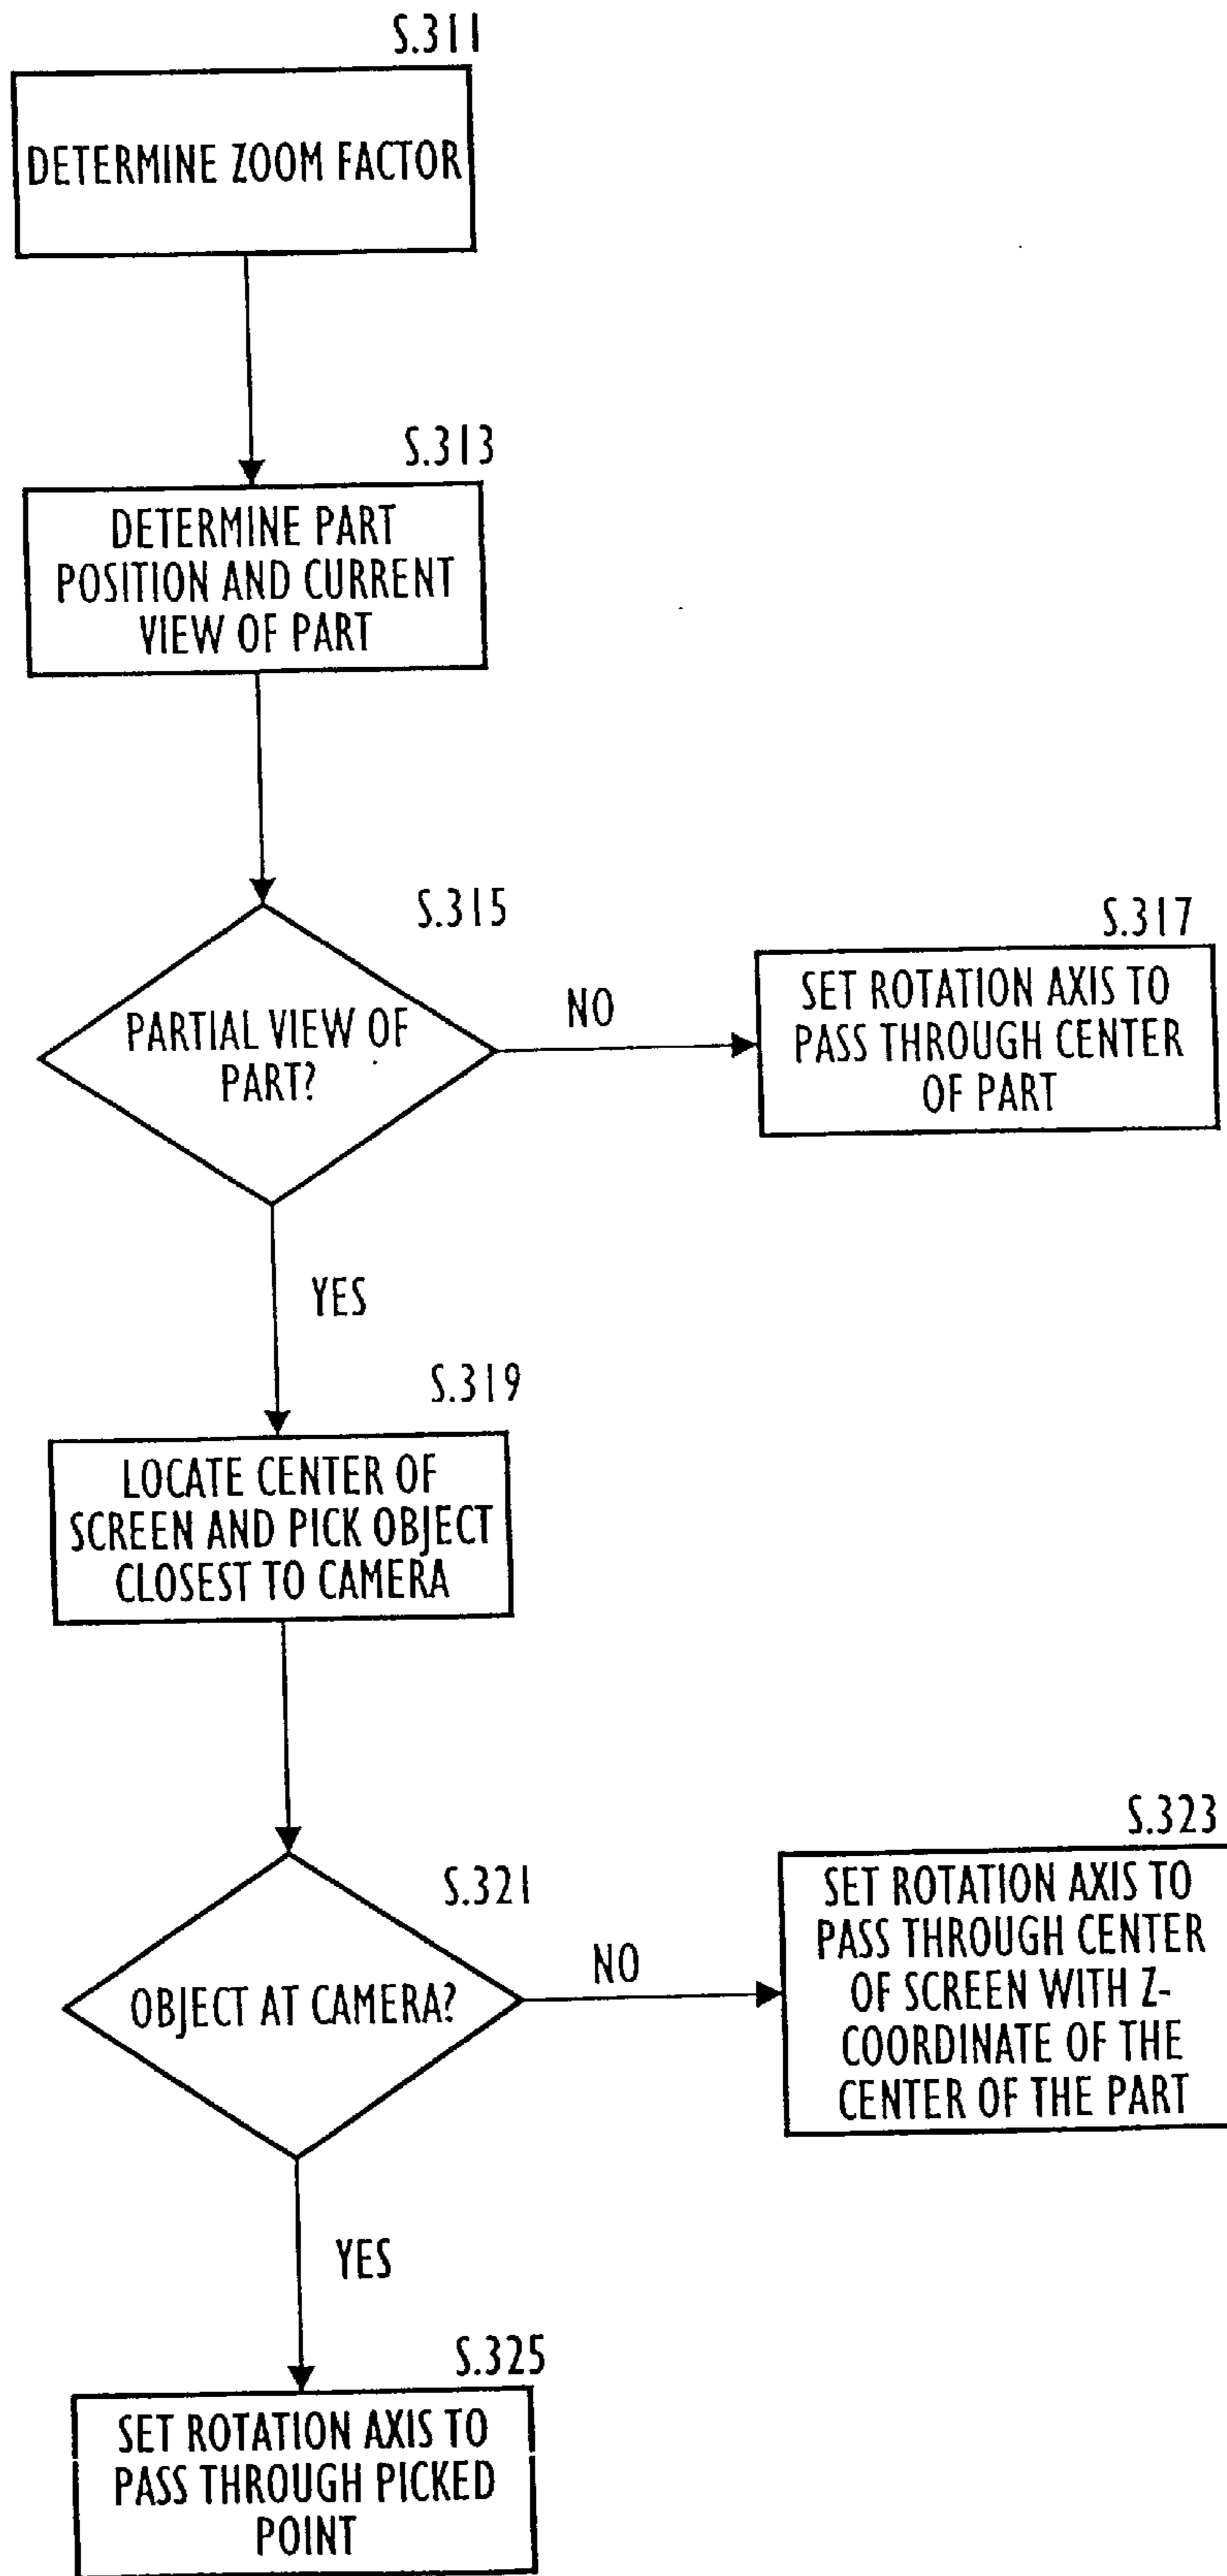 S.311
DETERMINE ZOOM FACTOR
S.313
DETERMINE PART
POSITION AND CURRENT
VIEW OF PART
S.315
PARTIAL VIEW OF
PART?
NO
S.317
SET ROTATION AXIS TO
PASS THROUGH CENTER
OF PART
YES
S.319
LOCATE CENTER OF
SCREEN AND PICK OBJECT
CLOSEST TO CAMERA
S.321
OBJECT AT CAMERA?
NO
S.323
SET ROTATION AXIS TO
PASS THROUGH CENTER
OF SCREEN WITH Z-
COORDINATE OF THE
CENTER OF THE PART
YES
S.325
SET ROTATION AXIS TO
PASS THROUGH PICKED
POINT